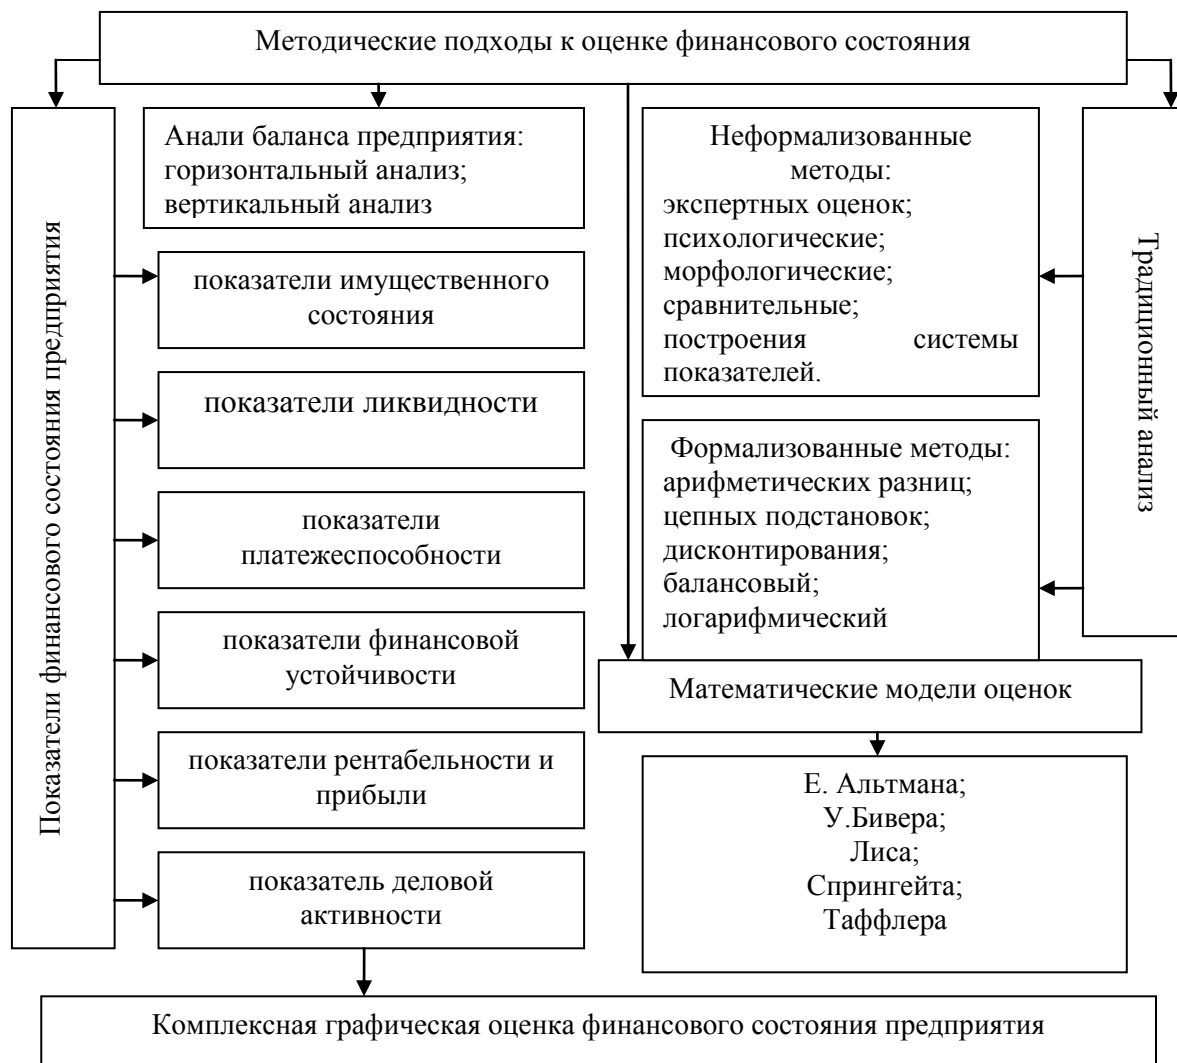 Методические подходы к оценке финансового состояния
Показатели финансового состояния предприятия
Анали баланса предприятия:
горизонтальный анализ;
вертикальный анализ
показатели имущественного
состояния
показатели ликвидности
показатели
платежеспособности
показатели финансовой
устойчивости
показатели рентабельности и
прибыли
показатель деловой
активности
Неформализованные
методы:
экспертных оценок;
психологические;
морфологические;
сравнительные;
построения системы
показателей.
Формализованные методы:
арифметических разниц;
цепных подстановок;
дисконтирования;
балансовый;
логарифмический
Традиционный анализ
Математические модели оценок
Е. Альтмана;
У.Бивера;
Лиса;
Спрингейта;
Таффлера
Комплексная графическая оценка финансового состояния предприятия